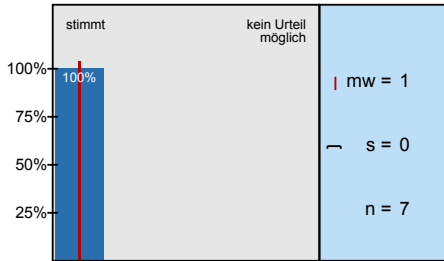 stimmt
kein Urteil
möglich
100%
100%
75%
50%
25%
mw = 1
s = 0
n = 7